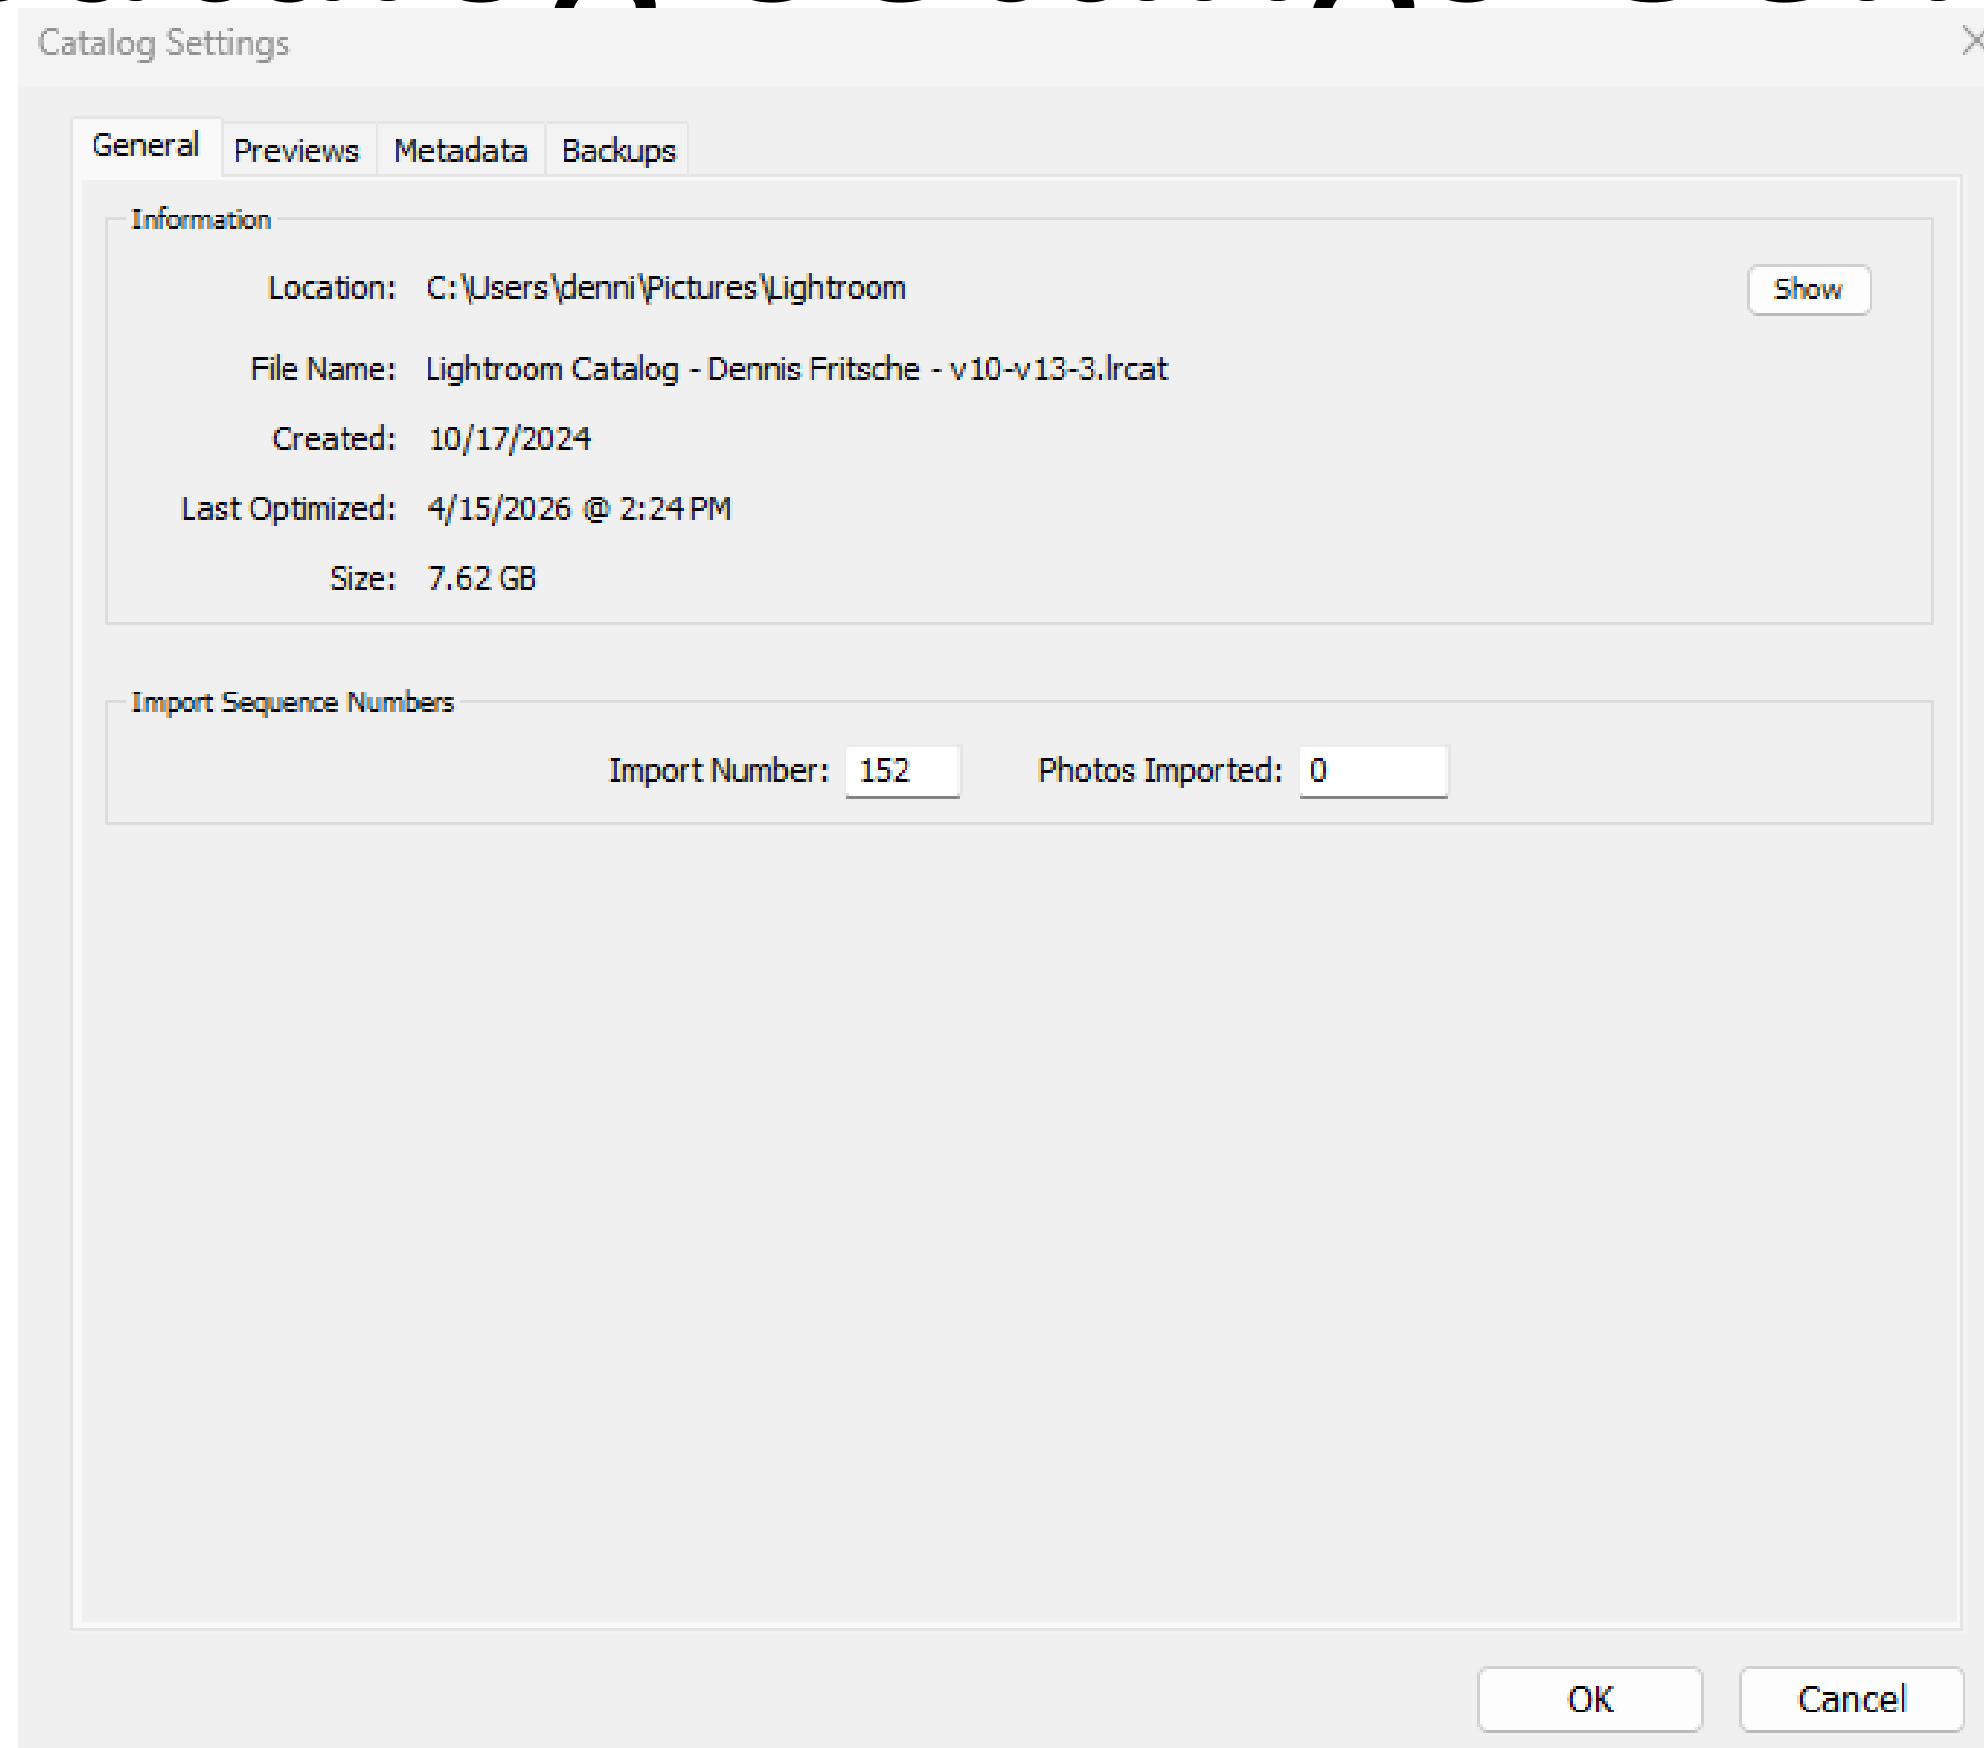 Catalog Settings
General Previews Metadata Backups
Information
Location: C:\Users\denni\Pictures\Lightroom Show
File Name: Lightroom Catalog - Dennis Fritsche - v10-v13-3.lrcat
Created: 10/17/2024
Last Optimized: 4/15/2026 @ 2:24 PM
Size: 7.62 GB
Import Sequence Numbers
Import Number: 152 Photos Imported: 0
OK Cancel